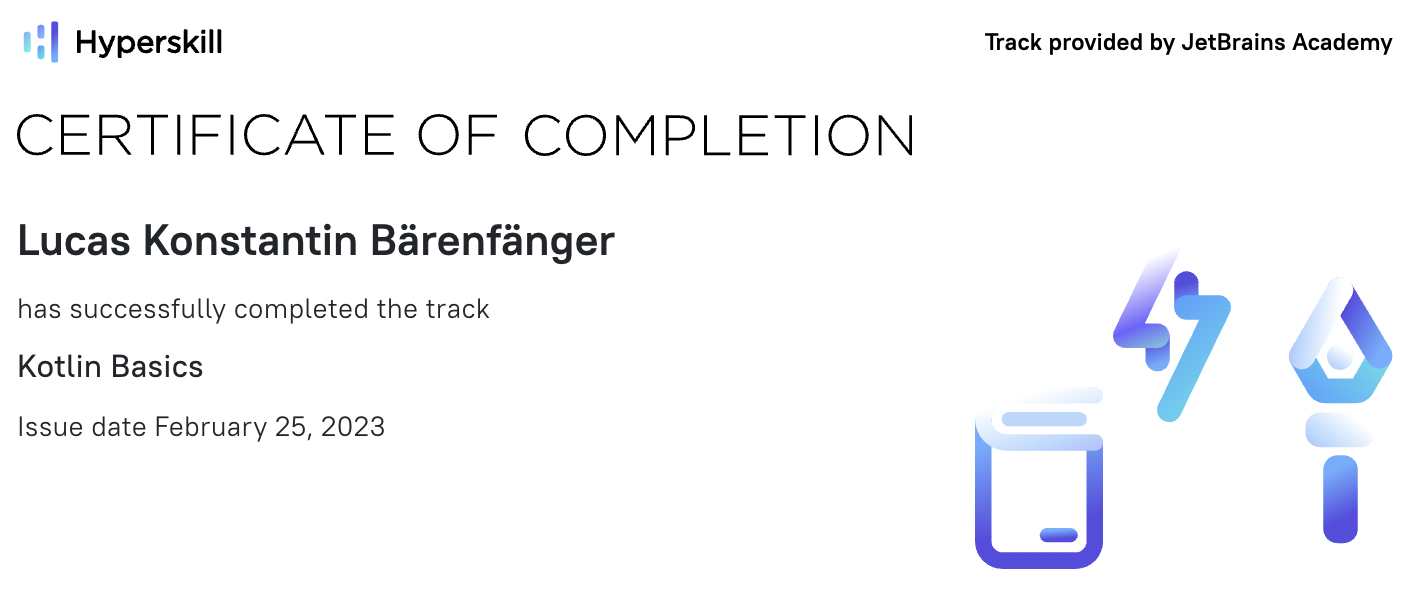 Hyperskill
Track provided by JetBrains Academy
CERTIFICATE OF COMPLETION
Lucas Konstantin Bärenfänger
has successfully completed the track
Kotlin Basics
Issue date February 25, 2023